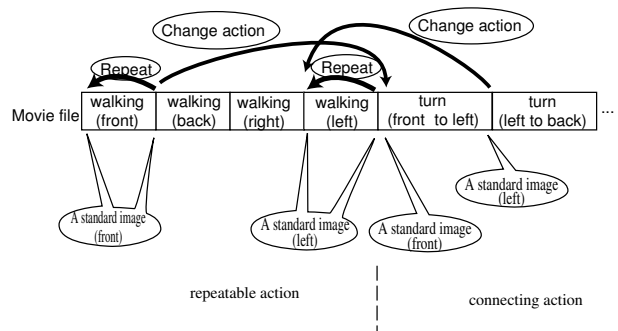 Change action
Change action
Repeat
Repeat
Movie file
walking
(front)
walking
(back)
walking
(right)
walking
(left)
turn
(front to left)
turn
(left to back)
...
A standard image
(front)
A standard image
(left)
A standard image
(front)
A standard image
(left)
repeatable action
connecting action